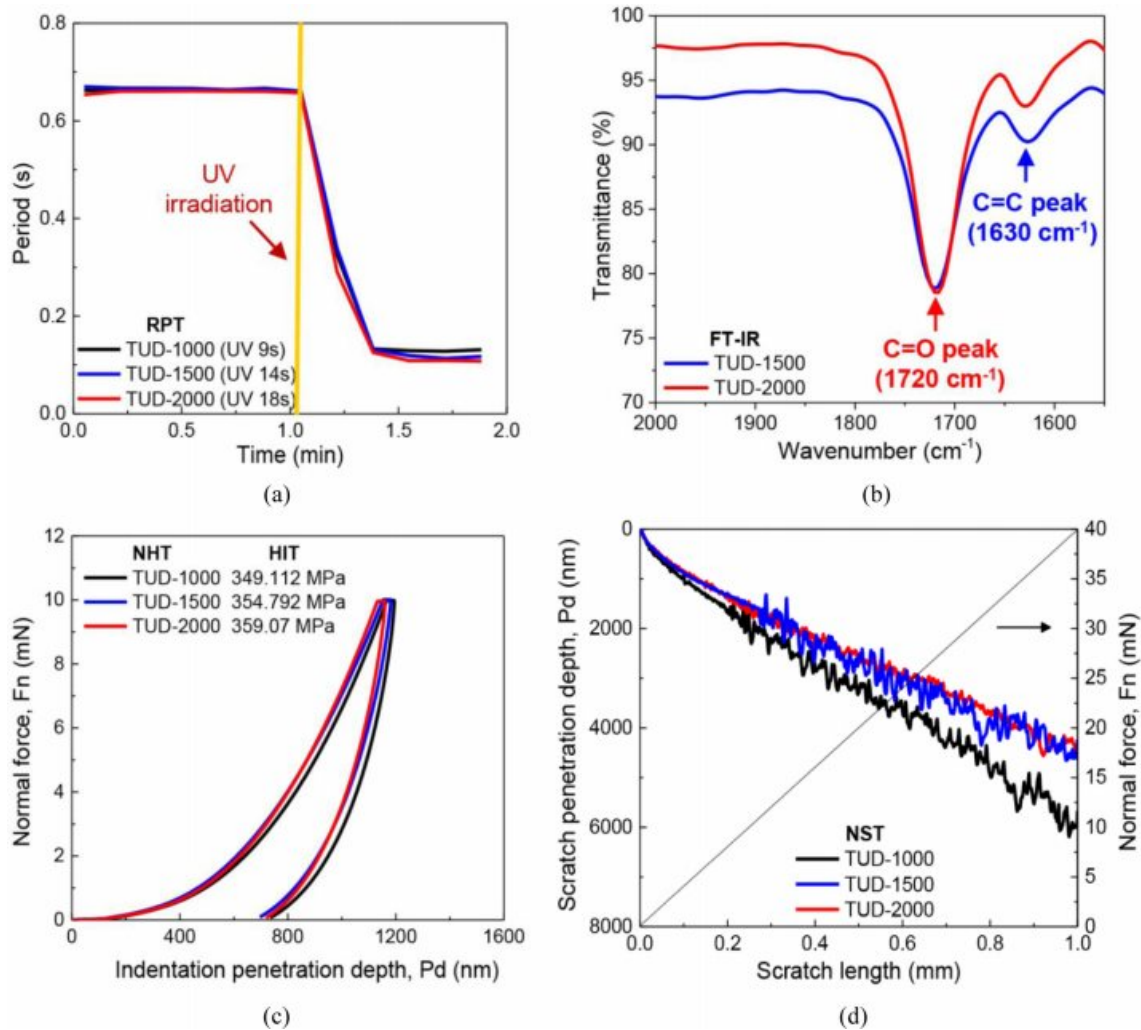 0.8
0.6
0.4
0.2
0.0
Period (s)
UV
irradiation
RPT
TUD-1000 (UV 9s)
TUD-1500 (UV 14s)
TUD-2000 (UV 18s)
0.0 0.5 1.0 1.5 2.0
Time (min)
(a)
100
95
90
85
80
75
70
Transmittance (%)
C=C peak
(1630 cm⁻¹)
FT-IR
TUD-1500
TUD-2000
C=O peak
(1720 cm⁻¹)
2000 1900 1800 1700 1600
Wavenumber (cm⁻¹)
(b)
12
10
8
6
4
2
0
Normal force, Fn (mN)
NHT HIT
TUD-1000 349.112 MPa
TUD-1500 354.792 MPa
TUD-2000 359.07 MPa
0 400 800 1200 1600
Indentation penetration depth, Pd (nm)
(c)
0
2000
4000
6000
8000
Scratch penetration depth, Pd (nm)
40
35
30
25
20
15
10
5
0
Normal force, Fn (mN)
NST
TUD-1000
TUD-1500
TUD-2000
0.0 0.2 0.4 0.6 0.8 1.0
Scratch length (mm)
(d)